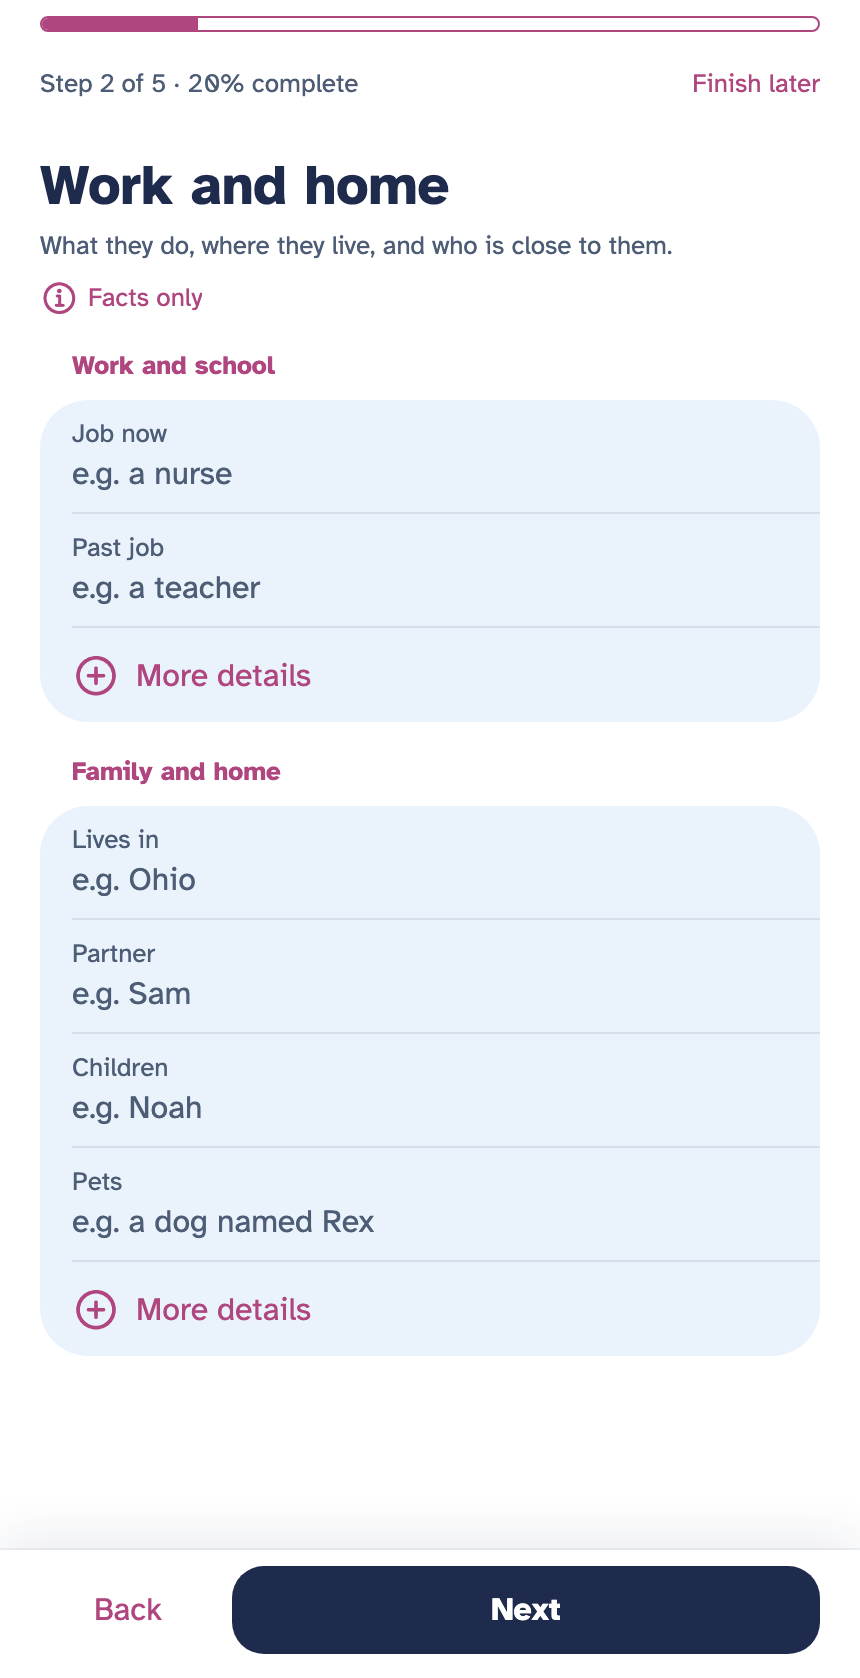 Step 2 of 5 · 20% complete
Finish later
Work and home
What they do, where they live, and who is close to them.
Facts only
Work and school
Job now
e.g. a nurse
Past job
e.g. a teacher
More details
Family and home
Lives in
e.g. Ohio
Partner
e.g. Sam
Children
e.g. Noah
Pets
e.g. a dog named Rex
More details
Back
Next